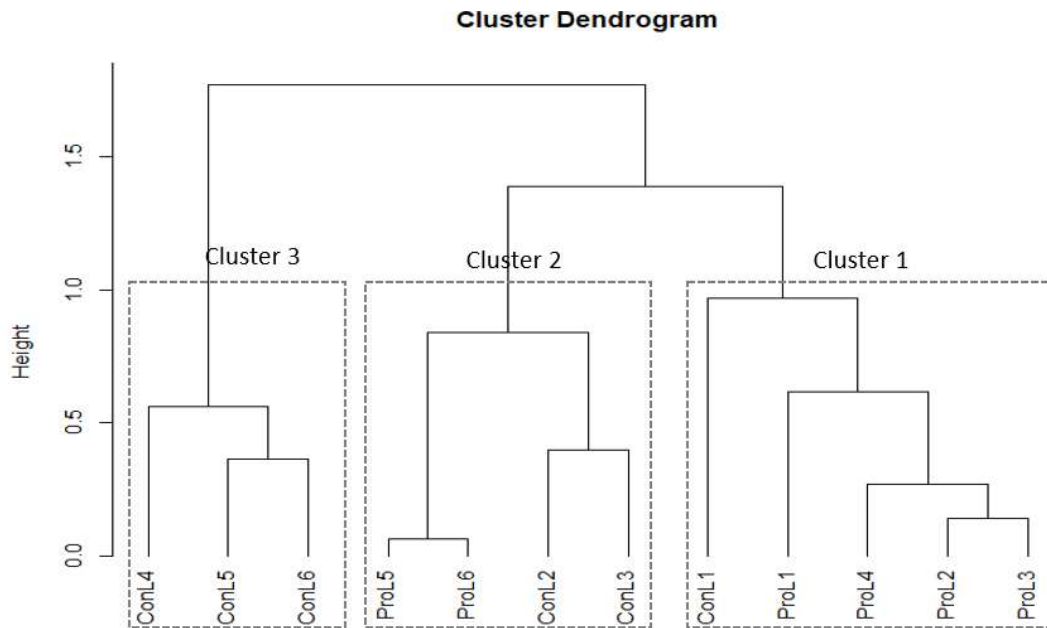 Cluster Dendrogram
Height
1.5
1.0
0.5
0.0
Cluster 3
Cluster 2
Cluster 1
ConL4
ConL5
ConL6
ProL5
ProL6
ConL2
ConL3
ConL1
ProL1
ProL4
ProL2
ProL3